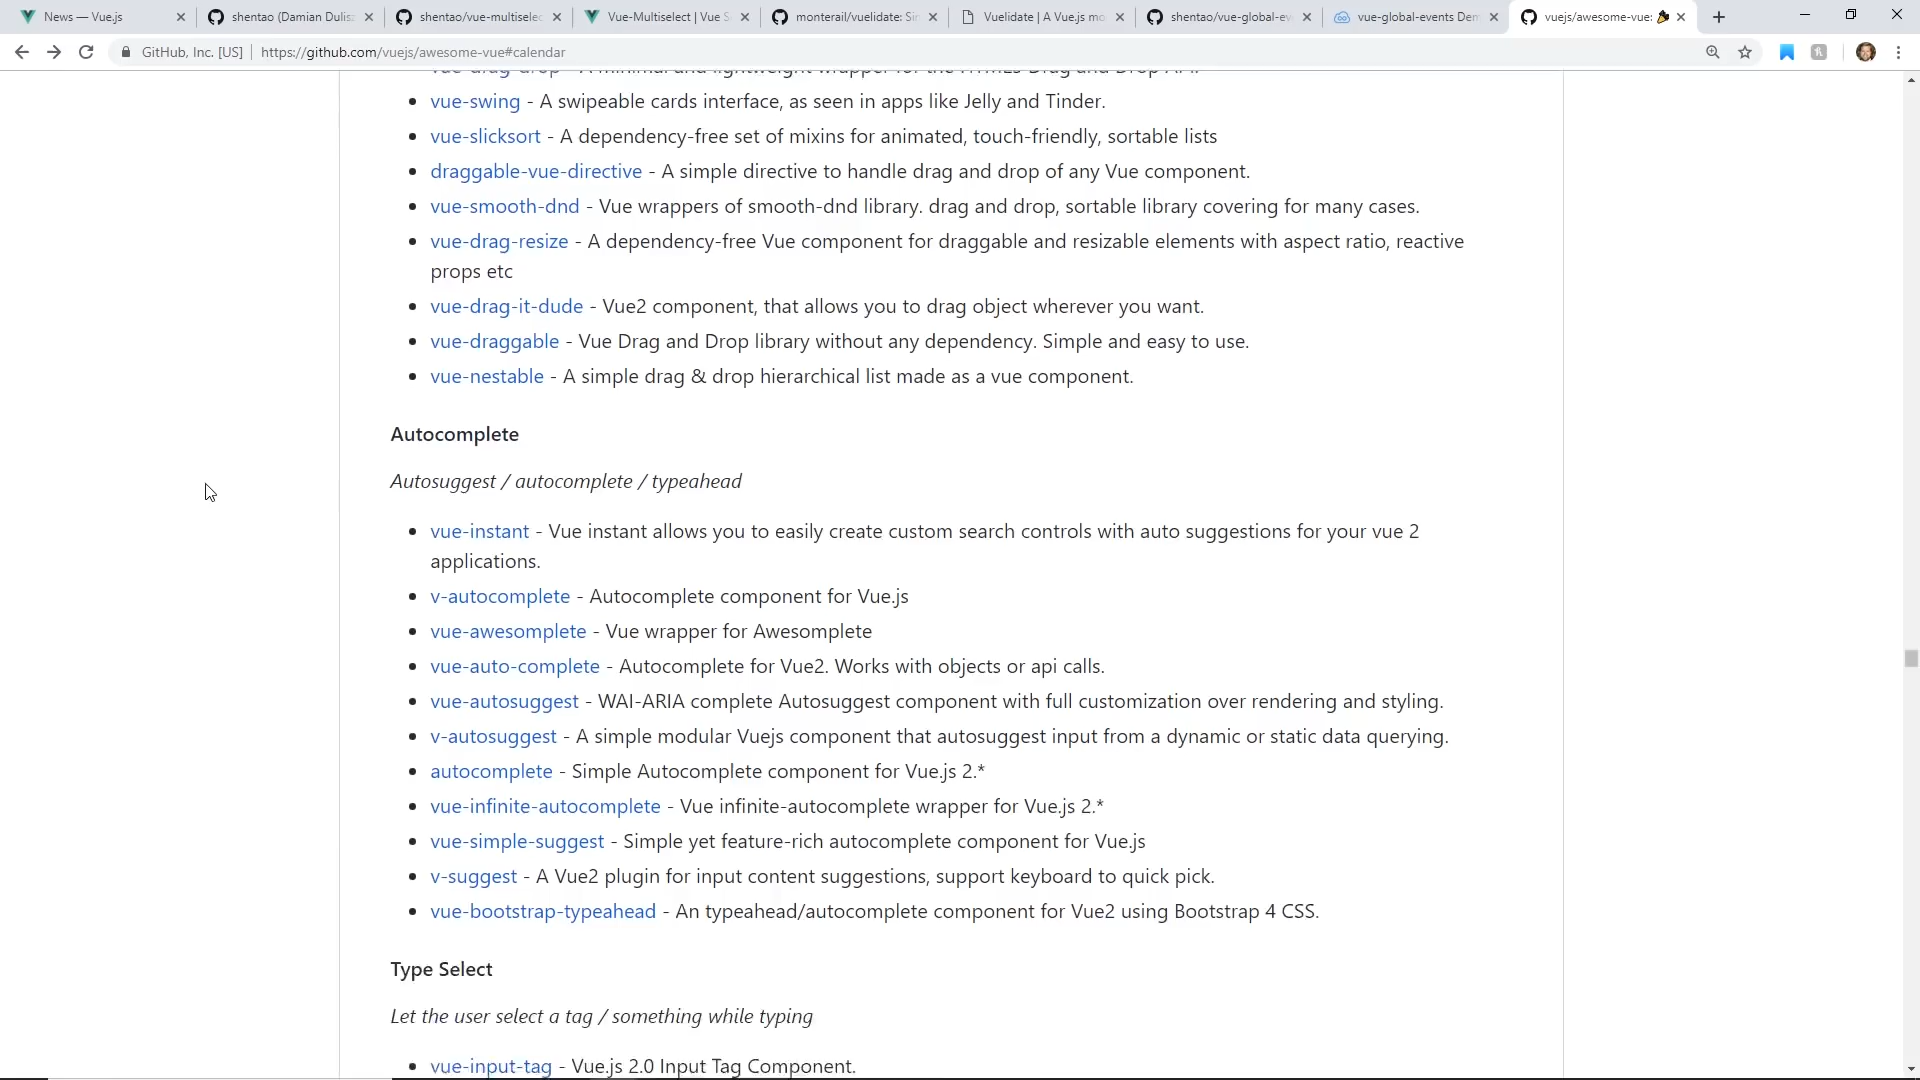 News — Vue.js
shentao (Damian Dulisz
shentao/vue-multiselec
Vue-Multiselect | Vue S
monterail/vuelidate: Sim
Vuelidate | A Vue.js mo
shentao/vue-global-ev
vue-global-events Dem
vuejs/awesome-vue: 🎉
GitHub, Inc. [US]
https://github.com/vuejs/awesome-vue#calendar
vue-drag-drop - A minimal and lightweight wrapper for the HTML5 Drag and Drop API.
vue-swing - A swipeable cards interface, as seen in apps like Jelly and Tinder.
vue-slicksort - A dependency-free set of mixins for animated, touch-friendly, sortable lists
draggable-vue-directive - A simple directive to handle drag and drop of any Vue component.
vue-smooth-dnd - Vue wrappers of smooth-dnd library. drag and drop, sortable library covering for many cases.
vue-drag-resize - A dependency-free Vue component for draggable and resizable elements with aspect ratio, reactive
props etc
vue-drag-it-dude - Vue2 component, that allows you to drag object wherever you want.
vue-draggable - Vue Drag and Drop library without any dependency. Simple and easy to use.
vue-nestable - A simple drag & drop hierarchical list made as a vue component.
Autocomplete
Autosuggest / autocomplete / typeahead
vue-instant - Vue instant allows you to easily create custom search controls with auto suggestions for your vue 2
applications.
v-autocomplete - Autocomplete component for Vue.js
vue-awesomplete - Vue wrapper for Awesomplete
vue-auto-complete - Autocomplete for Vue2. Works with objects or api calls.
vue-autosuggest - WAI-ARIA complete Autosuggest component with full customization over rendering and styling.
v-autosuggest - A simple modular Vuejs component that autosuggest input from a dynamic or static data querying.
autocomplete - Simple Autocomplete component for Vue.js 2.*
vue-infinite-autocomplete - Vue infinite-autocomplete wrapper for Vue.js 2.*
vue-simple-suggest - Simple yet feature-rich autocomplete component for Vue.js
v-suggest - A Vue2 plugin for input content suggestions, support keyboard to quick pick.
vue-bootstrap-typeahead - An typeahead/autocomplete component for Vue2 using Bootstrap 4 CSS.
Type Select
Let the user select a tag / something while typing
vue-input-tag - Vue.js 2.0 Input Tag Component.